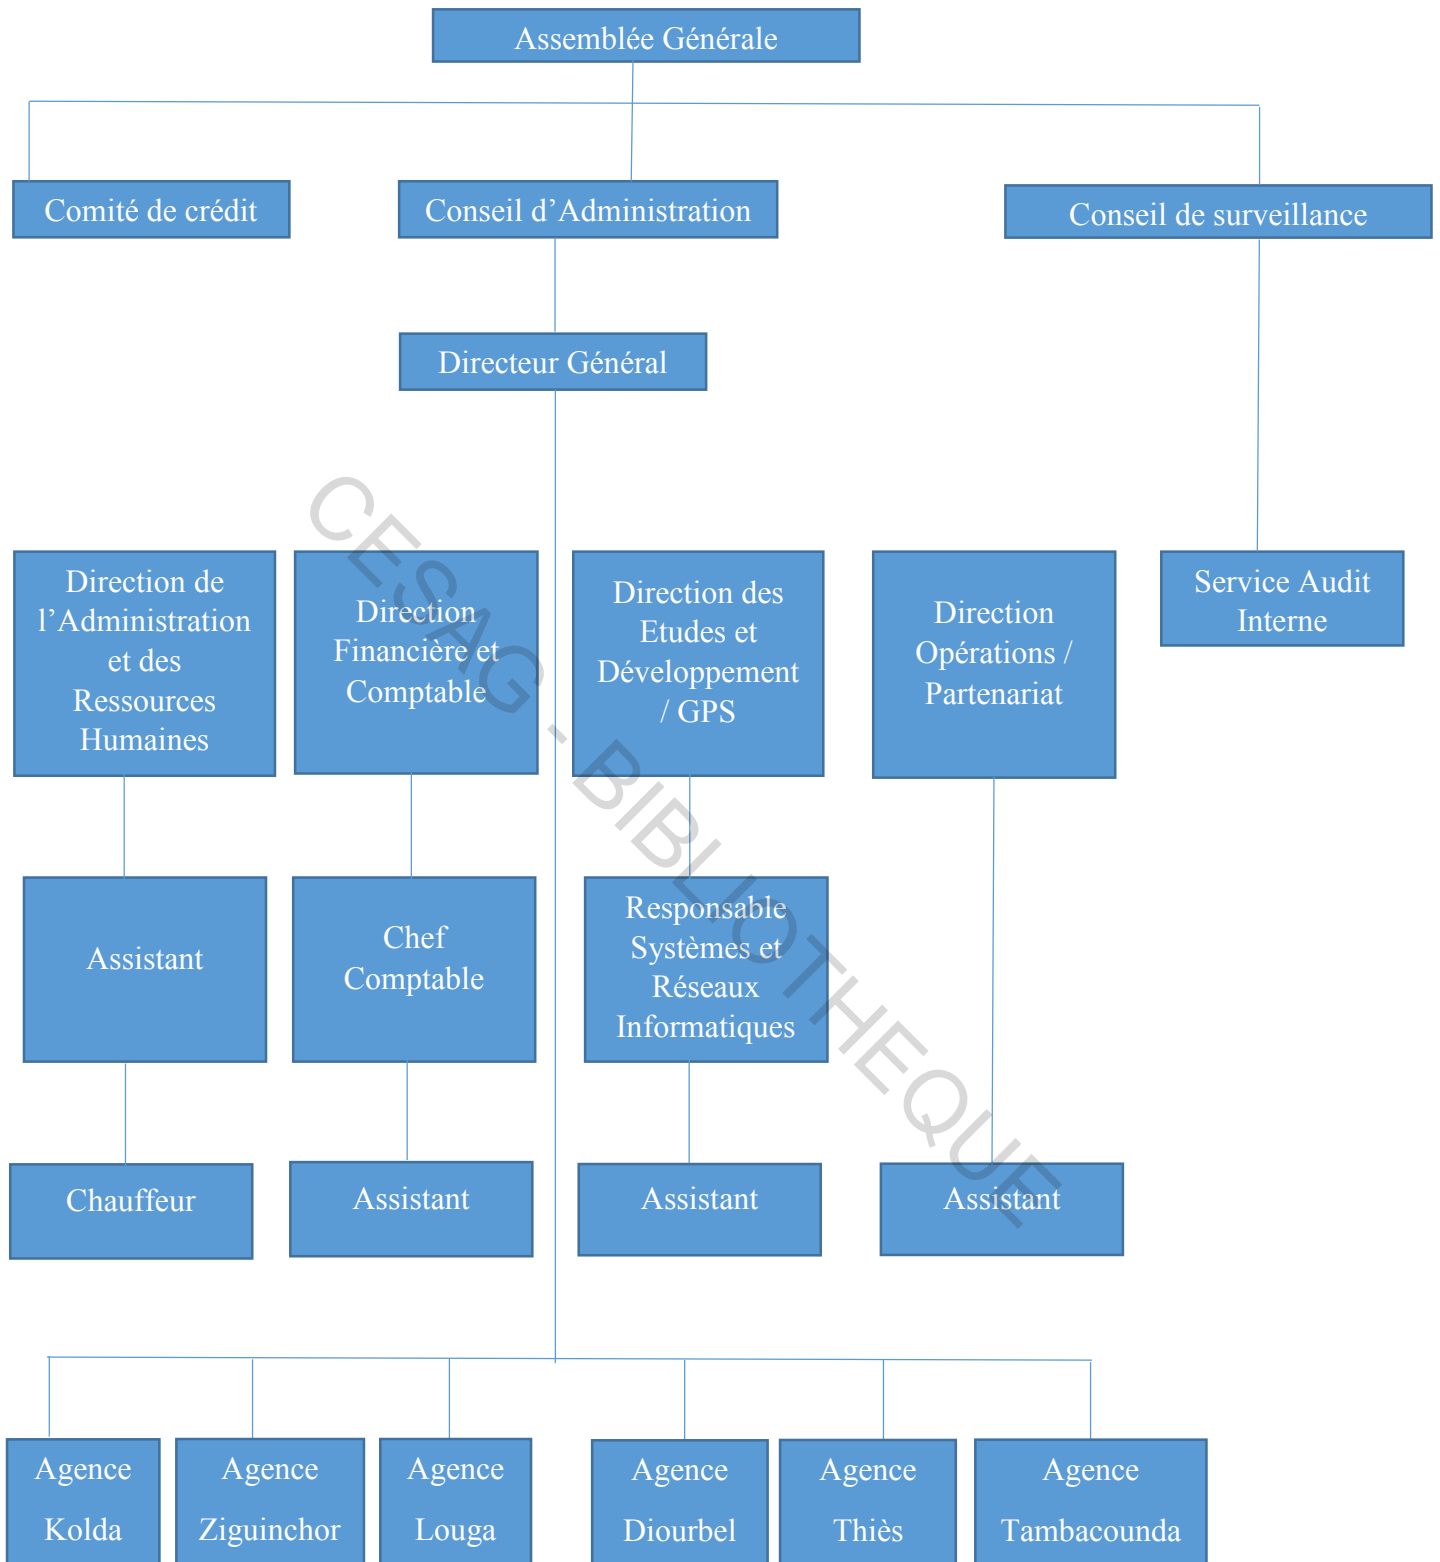 Assemblée Générale
Comité de crédit
Conseil d’Administration
Conseil de surveillance
Directeur Général
Direction de
l’Administration
et des
Ressources
Humaines
Direction
Financière et
Comptable
Direction des
Etudes et
Développement
/ GPS
Direction
Opérations /
Partenariat
Service Audit
Interne
Assistant
Chef
Comptable
Responsable
Systèmes et
Réseaux
Informatiques
Chauffeur
Assistant
Assistant
Assistant
Agence
Kolda
Agence
Ziguinchor
Agence
Louga
Agence
Diourbel
Agence
Thiès
Agence
Tambacounda
CESAG - BIBLIOTHEQUE